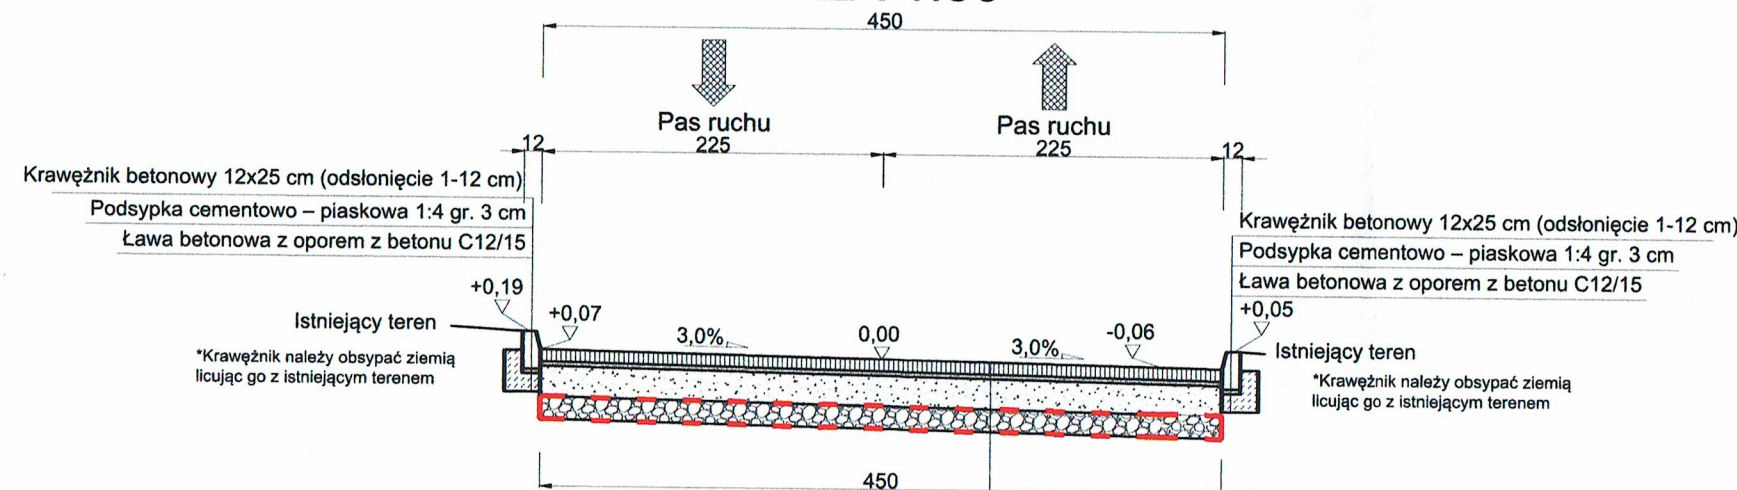 450
Pas ruchu
Pas ruchu
12
225
225
12
Krawężnik betonowy 12x25 cm (odsłonięcie 1-12 cm)
Podsypka cementowo – piaskowa 1:4 gr. 3 cm
Ława betonowa z oporem z betonu C12/15
Krawężnik betonowy 12x25 cm (odsłonięcie 1-12 cm)
Podsypka cementowo – piaskowa 1:4 gr. 3 cm
Ława betonowa z oporem z betonu C12/15
+0,19
+0,07
3,0%
0,00
3,0%
-0,06
+0,05
Istniejący teren
*Krawężnik należy obsypać ziemią
licując go z istniejącym terenem
Istniejący teren
*Krawężnik należy obsypać ziemią
licując go z istniejącym terenem
450